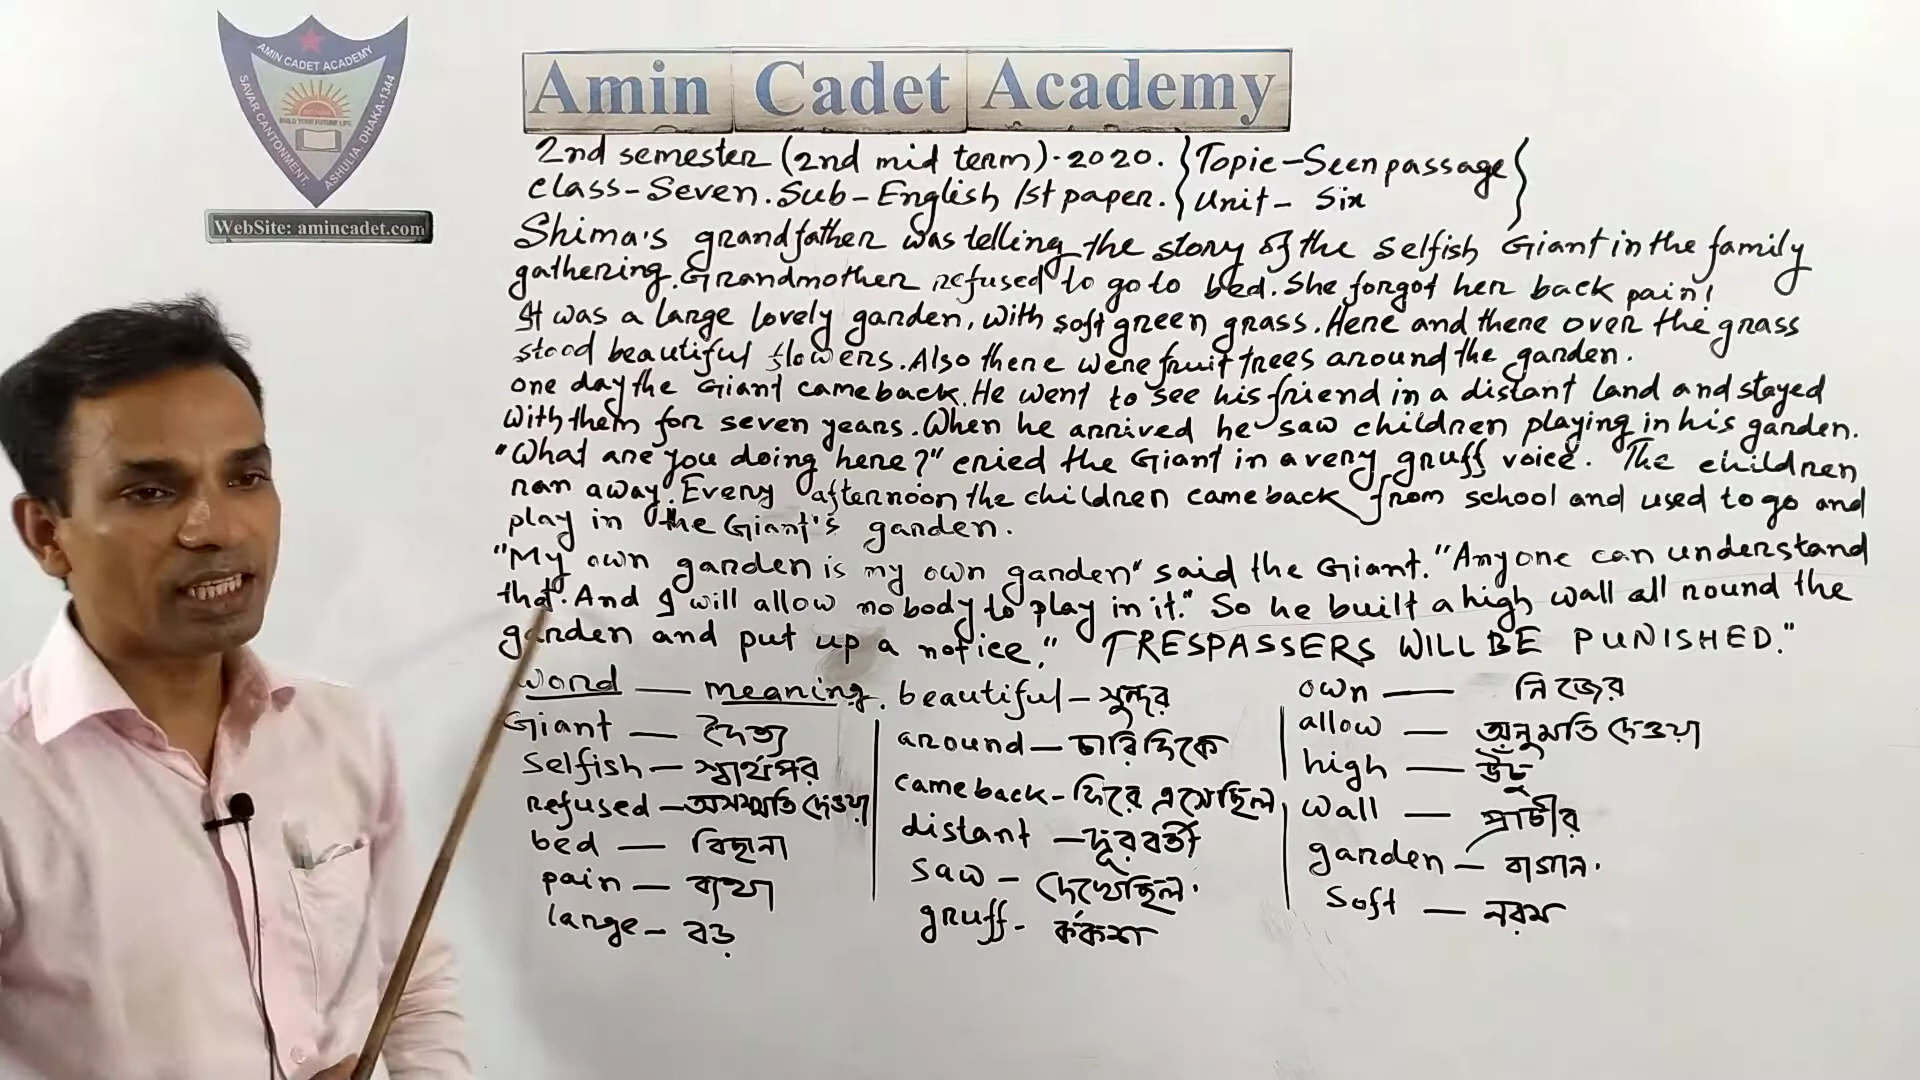 AMIN CADET ACADEMY
SAVAR CANTONMENT,
ASHULIA, DHAKA-1344
BUILD YOUR FUTURE LIFE
WebSite: amincadet.com
Amin Cadet Academy
2nd semester (2nd mid term)-2020. Topic-Seen passage
class-Seven. Sub-English 1st paper. Unit- Six
Shima's grandfather was telling the story of the Selfish Giant in the family
gathering. Grandmother refused to go to bed. She forgot her back pain!
It was a large lovely garden, with soft green grass. Here and there over the grass
stood beautiful flowers. Also there were fruit trees around the garden.
one day the Giant came back. He went to see his friend in a distant land and stayed
with them for seven years. When he arrived he saw children playing in his garden.
"What are you doing here?" cried the Giant in a very gruff voice. The children
ran away. Every afternoon the children came back from school and used to go and
play in the Giant's garden.
"My own garden is my own garden" said the Giant. "Anyone can understand
that. And I will allow nobody to play in it." So he built a high wall all round the
garden and put up a notice." TRESPASSERS WILL BE PUNISHED."
word — meaning. beautiful – সুন্দর own — নিজের
Giant — দৈত্য around — চারিদিকে allow — অনুমতি দেওয়া
Selfish — স্বার্থপর high — উঁচু
refused — অসম্মতি দেওয়া came back - ফিরে এসেছিল wall — প্রাচীর
bed — বিছানা distant — দূরবর্তী garden — বাগান.
pain — ব্যথা saw – দেখেছিল. soft — নরম
large – বড় gruff - কর্কশ